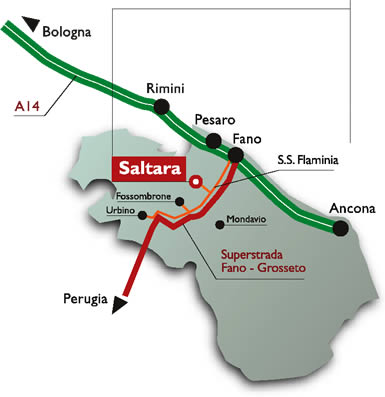 Bologna
Rimini
A14
Pesaro
Fano
Saltara
S.S. Flaminia
Fossombrone
Urbino
Ancona
Mondavio
Superstrada
Fano - Grosseto
Perugia